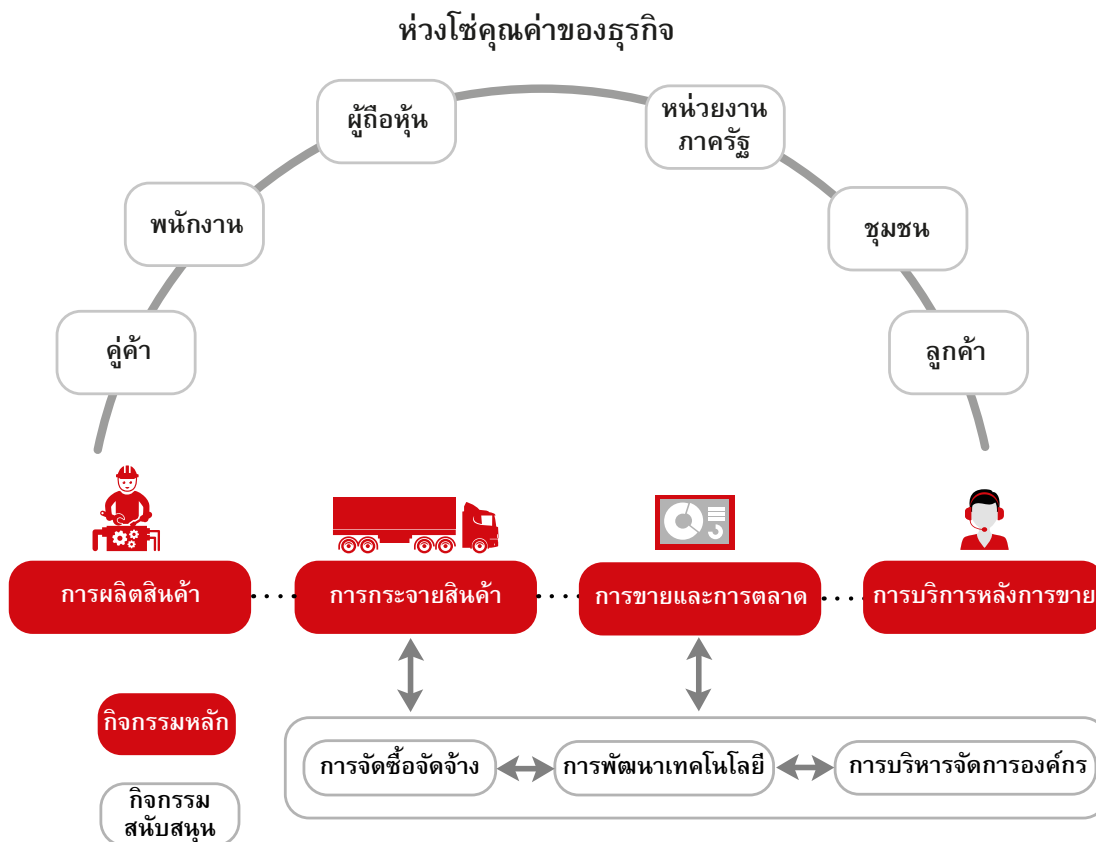 ห่วงโซ่คุณค่าของธุรกิจ
ผู้ถือหุ้น
หน่วยงาน
ภาครัฐ
พนักงาน
ชุมชน
คู่ค้า
ลูกค้า
การผลิตสินค้า
การกระจายสินค้า
การขายและการตลาด
การบริการหลังการขาย
กิจกรรมหลัก
การจัดซื้อจัดจ้าง
การพัฒนาเทคโนโลยี
การบริหารจัดการองค์กร
กิจกรรม
สนับสนุน